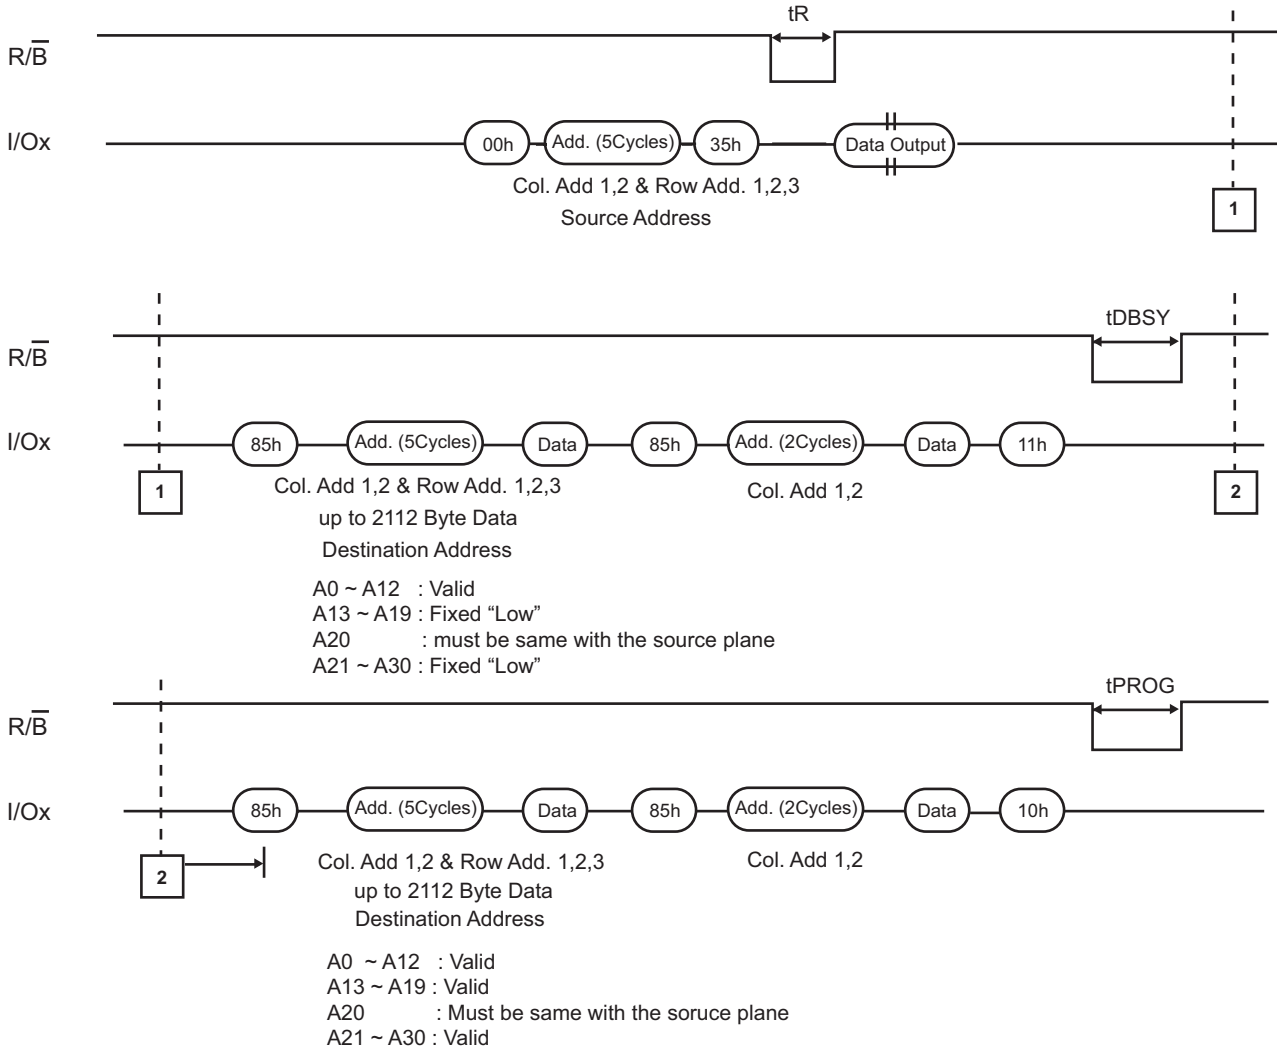 tR
R/B
I/Ox
00h Add. (5Cycles) 35h Data Output
Col. Add 1,2 & Row Add. 1,2,3
Source Address
1
tDBSY
R/B
I/Ox
85h Add. (5Cycles) Data 85h Add. (2Cycles) Data 11h
1
Col. Add 1,2 & Row Add. 1,2,3
up to 2112 Byte Data
Destination Address
Col. Add 1,2
2
A0 ~ A12 : Valid
A13 ~ A19 : Fixed “Low”
A20 : must be same with the source plane
A21 ~ A30 : Fixed “Low”
tPROG
R/B
I/Ox
85h Add. (5Cycles) Data 85h Add. (2Cycles) Data 10h
2
Col. Add 1,2 & Row Add. 1,2,3
up to 2112 Byte Data
Destination Address
Col. Add 1,2
A0 ~ A12 : Valid
A13 ~ A19 : Valid
A20 : Must be same with the soruce plane
A21 ~ A30 : Valid